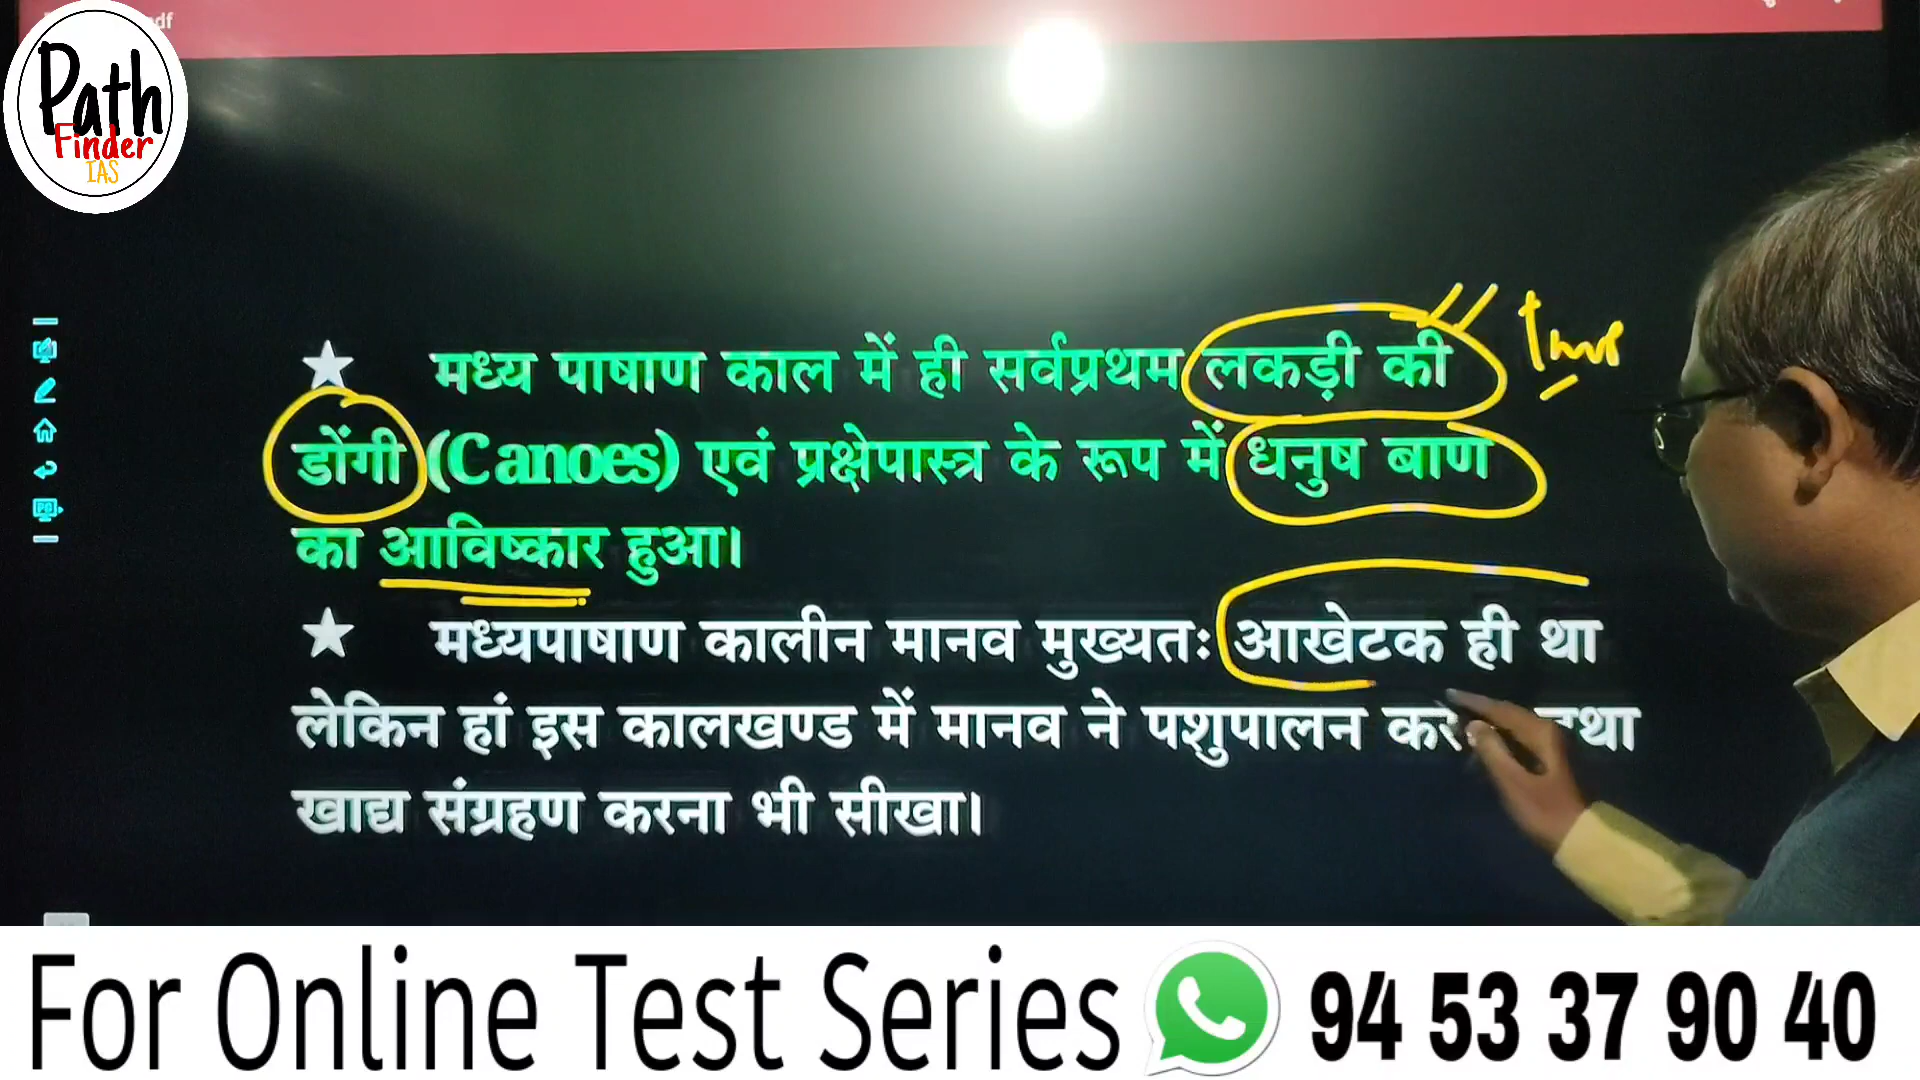 Path
Finder
IAS
मध्य पाषाण काल में ही सर्वप्रथम लकड़ी की
डोंगी (Canoes) एवं प्रक्षेपास्त्र के रूप में धनुष बाण
का आविष्कार हुआ।
मध्यपाषाण कालीन मानव मुख्यतः आखेटक ही था
लेकिन हां इस कालखण्ड में मानव ने पशुपालन
खाद्य संग्रहण करना भी सीखा।
For Online Test Series 94 53 37 90 40